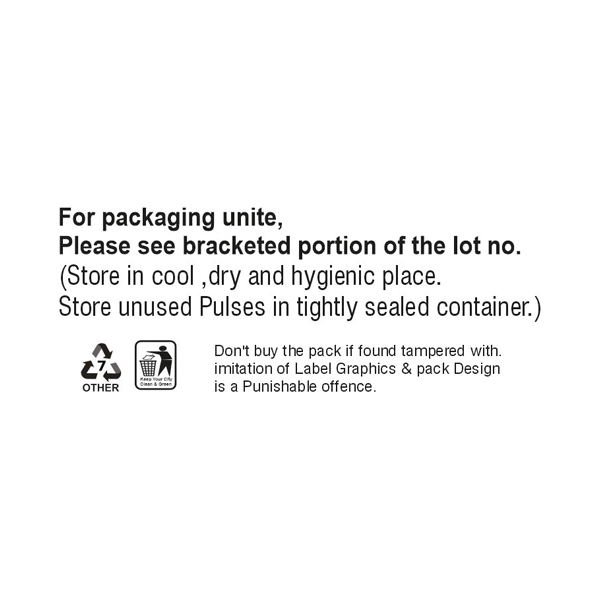 For packaging unite,
Please see bracketed portion of the lot no.
(Store in cool ,dry and hygienic place.
Store unused Pulses in tightly sealed container.)
7
OTHER
Keep Your City
Clean & Green
Don't buy the pack if found tampered with.
imitation of Label Graphics & pack Design
is a Punishable offence.